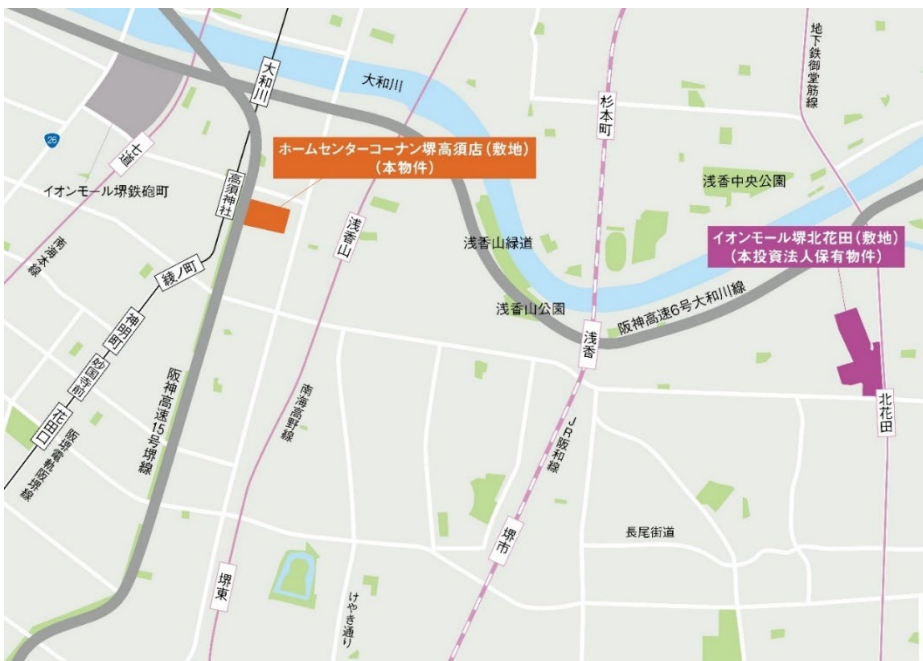 地下鉄御堂筋線
大和川
大和川
杉本町
26
七道
ホームセンターコーナン堺高須店(敷地)
(本物件)
浅香中央公園
イオンモール堺鉄砲町
高須神社
浅香山
浅香山緑道
イオンモール堺北花田(敷地)
(本投資法人保有物件)
南海本線
綾ノ町
浅香山公園
阪神高速6号大和川線
神明町
浅香
妙国寺前
花田口
阪神高速15号堺線
南海高野線
北花田
阪堺電軌阪堺線
JR阪和線
長尾街道
堺市
堺東
けやき通り